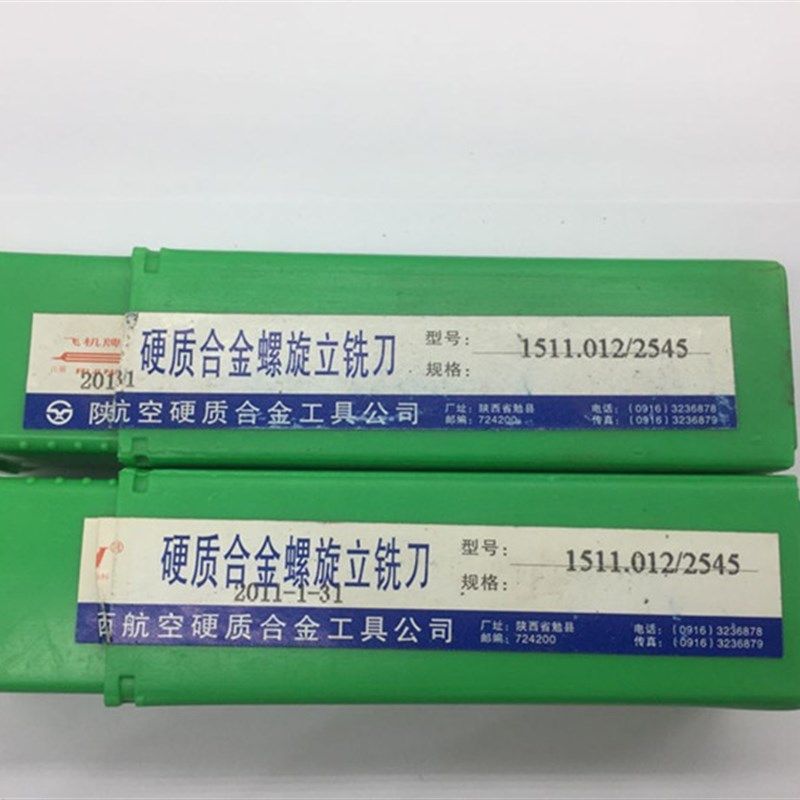 飞机牌
硬质合金螺旋立铣刀
型号:
1511.012/2545
规格:
陕航空硬质合金工具公司
厂址: 陕西省勉县
邮编: 724200
电话: (0916) 3236878
传真: (0916) 3236879
硬质合金螺旋立铣刀
2011-1-31
型号:
1511.012/2545
规格:
西航空硬质合金工具公司
厂址: 陕西省勉县
邮编: 724200
电话: (0916) 3236878
传真: (0916) 3236879